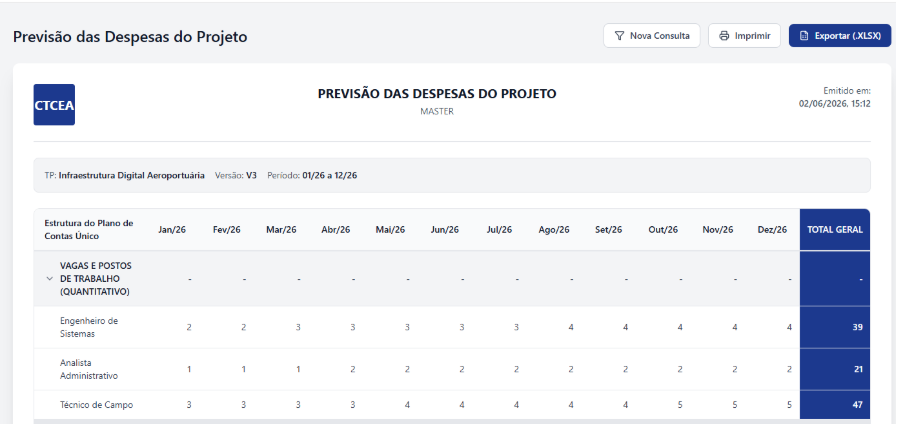 Previsão das Despesas do Projeto
Nova Consulta
Imprimir
Exportar (.XLSX)
CTCEA
PREVISÃO DAS DESPESAS DO PROJETO
MASTER
Emitido em:
02/06/2026, 15:12
TP: Infraestrutura Digital Aeroportuária Versão: V3 Período: 01/26 a 12/26
Estrutura do Plano de
Contas Único
Jan/26 Fev/26 Mar/26 Abr/26 Mai/26 Jun/26 Jul/26 Ago/26 Set/26 Out/26 Nov/26 Dez/26 TOTAL GERAL
VAGAS E POSTOS
DE TRABALHO
(QUANTITATIVO)
- - - - - - - - - - - - -
Engenheiro de
Sistemas
2 2 3 3 3 3 3 4 4 4 4 4 39
Analista
Administrativo
1 1 1 2 2 2 2 2 2 2 2 2 21
Técnico de Campo 3 3 3 3 4 4 4 4 4 5 5 5 47